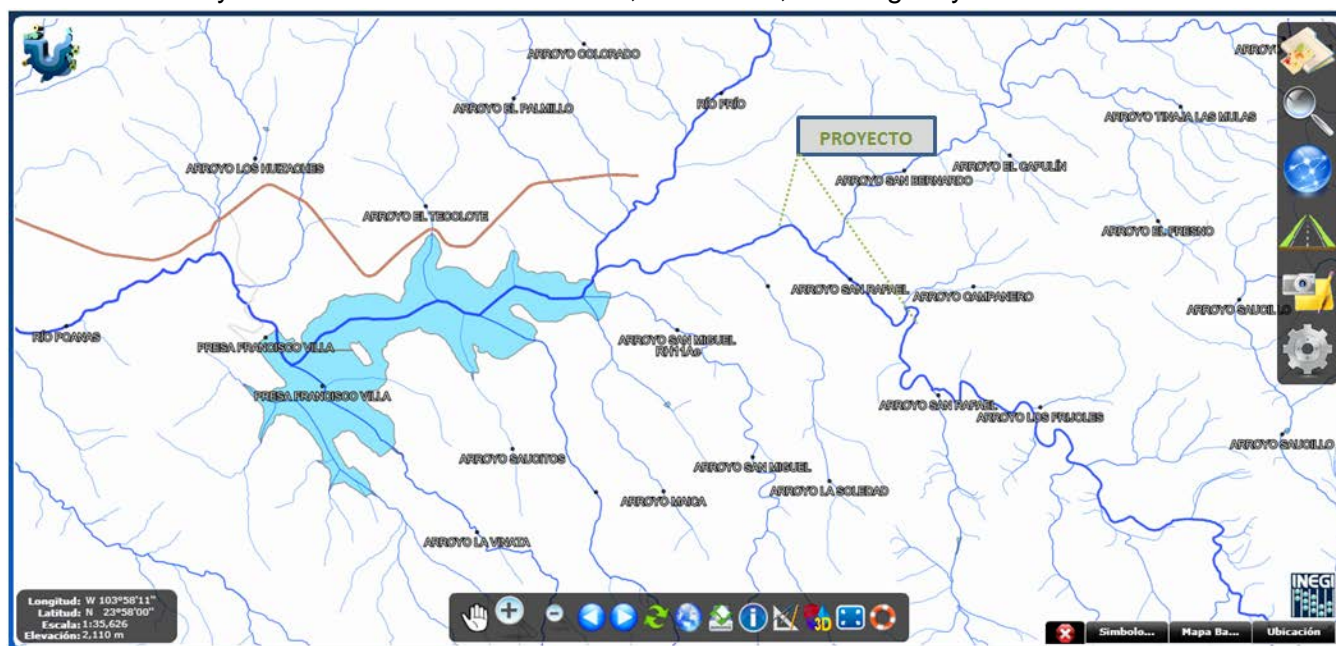 ARROYO COLORADO
ARROYO EL PALMILLO
RÍO FRÍO
ARROYO TINAJA LAS MULAS
PROYECTO
ARROYO LOS HUIZACHES
ARROYO SAN BERNARDO
ARROYO EL CAPULÍN
ARROYO EL TECOLOTE
ARROYO EL FRESNO
ARROYO SAN RAFAEL
ARROYO CAMPANERO
ARROYO SAUCILLO
RÍO POANAS
PRESA FRANCISCO VILLA
ARROYO SAN MIGUEL
RH11Ae
PRESA FRANCISCO VILLA
ARROYO SAN RAFAEL
ARROYO LOS FRIJOLES
ARROYO SAUCILLO
ARROYO SAUCITOS
ARROYO SAN MIGUEL
ARROYO LA SOLEDAD
ARROYO MAICA
ARROYO LA VINATA
Longitud: W 103°58'11"
Latitud: N 23°58'00"
Escala: 1:35,626
Elevación: 2,110 m
3D
INEGI
Simbolo...
Mapa Ba...
Ubicación